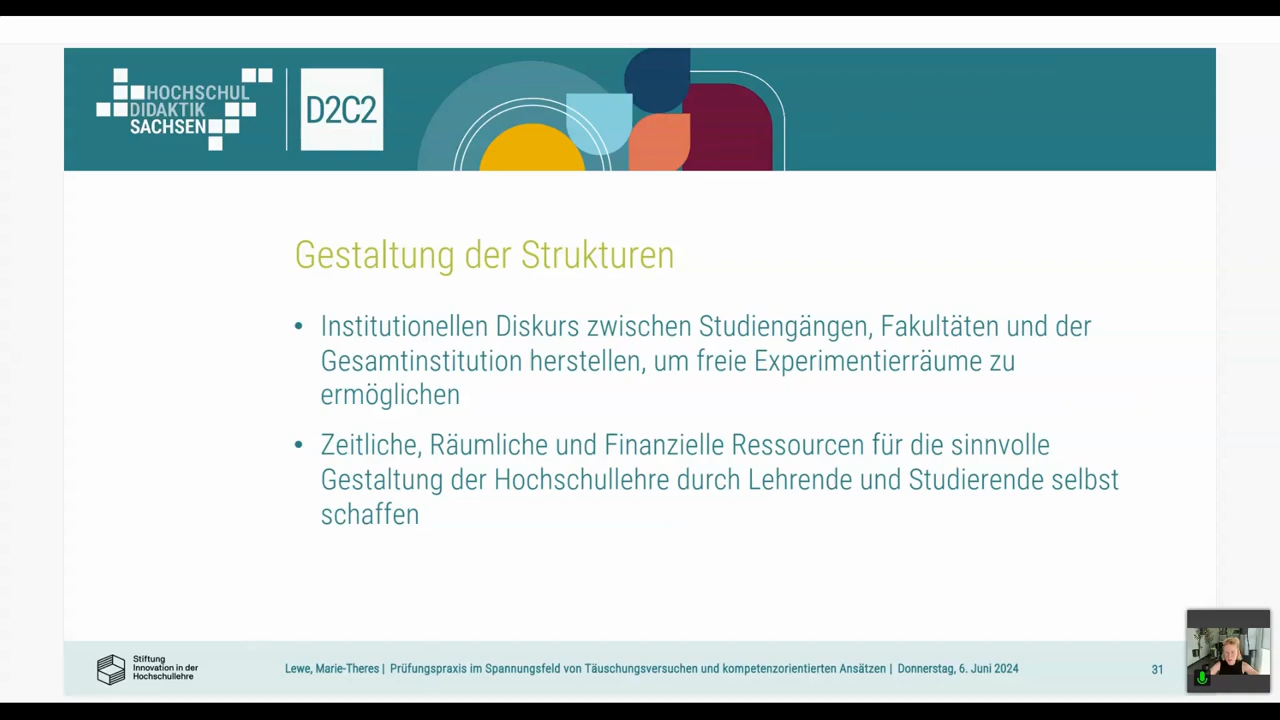 HOCHSCHUL
DIDAKTIK
SACHSEN
D2C2
Gestaltung der Strukturen
• Institutionellen Diskurs zwischen Studiengängen, Fakultäten und der
Gesamtinstitution herstellen, um freie Experimentierräume zu
ermöglichen
• Zeitliche, Räumliche und Finanzielle Ressourcen für die sinnvolle
Gestaltung der Hochschullehre durch Lehrende und Studierende selbst
schaffen
Stiftung
Innovation in der
Hochschullehre
Lewe, Marie-Theres | Prüfungspraxis im Spannungsfeld von Täuschungsversuchen und kompetenzorientierten Ansätzen | Donnerstag, 6. Juni 2024
31